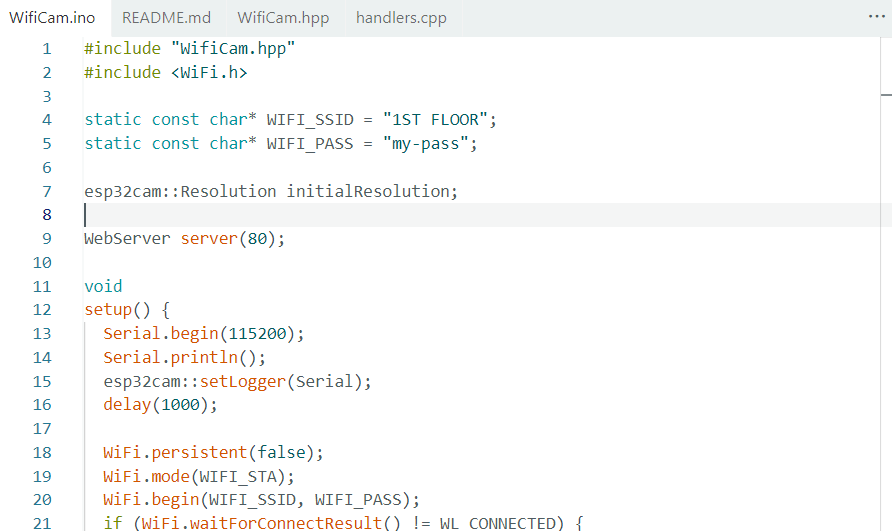 WifiCam.ino README.md WifiCam.hpp handlers.cpp ...
1 #include "WifiCam.hpp"
2 #include <WiFi.h>
3
4 static const char* WIFI_SSID = "1ST FLOOR";
5 static const char* WIFI_PASS = "my-pass";
6
7 esp32cam::Resolution initialResolution;
8
9 WebServer server(80);
10
11 void
12 setup() {
13 Serial.begin(115200);
14 Serial.println();
15 esp32cam::setLogger(Serial);
16 delay(1000);
17
18 WiFi.persistent(false);
19 WiFi.mode(WIFI_STA);
20 WiFi.begin(WIFI_SSID, WIFI_PASS);
21 if (WiFi.waitForConnectResult() != WL_CONNECTED) {